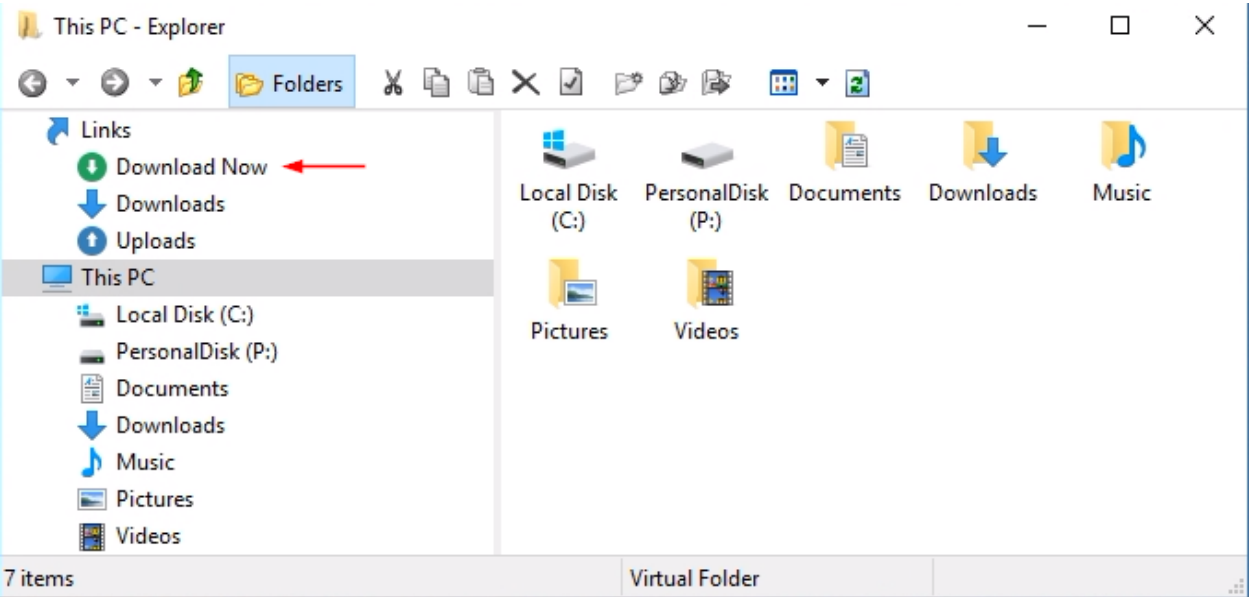 This PC - Explorer
Folders
Links
Download Now
Downloads
Uploads
This PC
Local Disk (C:)
PersonalDisk (P:)
Documents
Downloads
Music
Pictures
Videos
Local Disk
(C:)
PersonalDisk
(P:)
Documents
Downloads
Music
Pictures
Videos
7 items
Virtual Folder